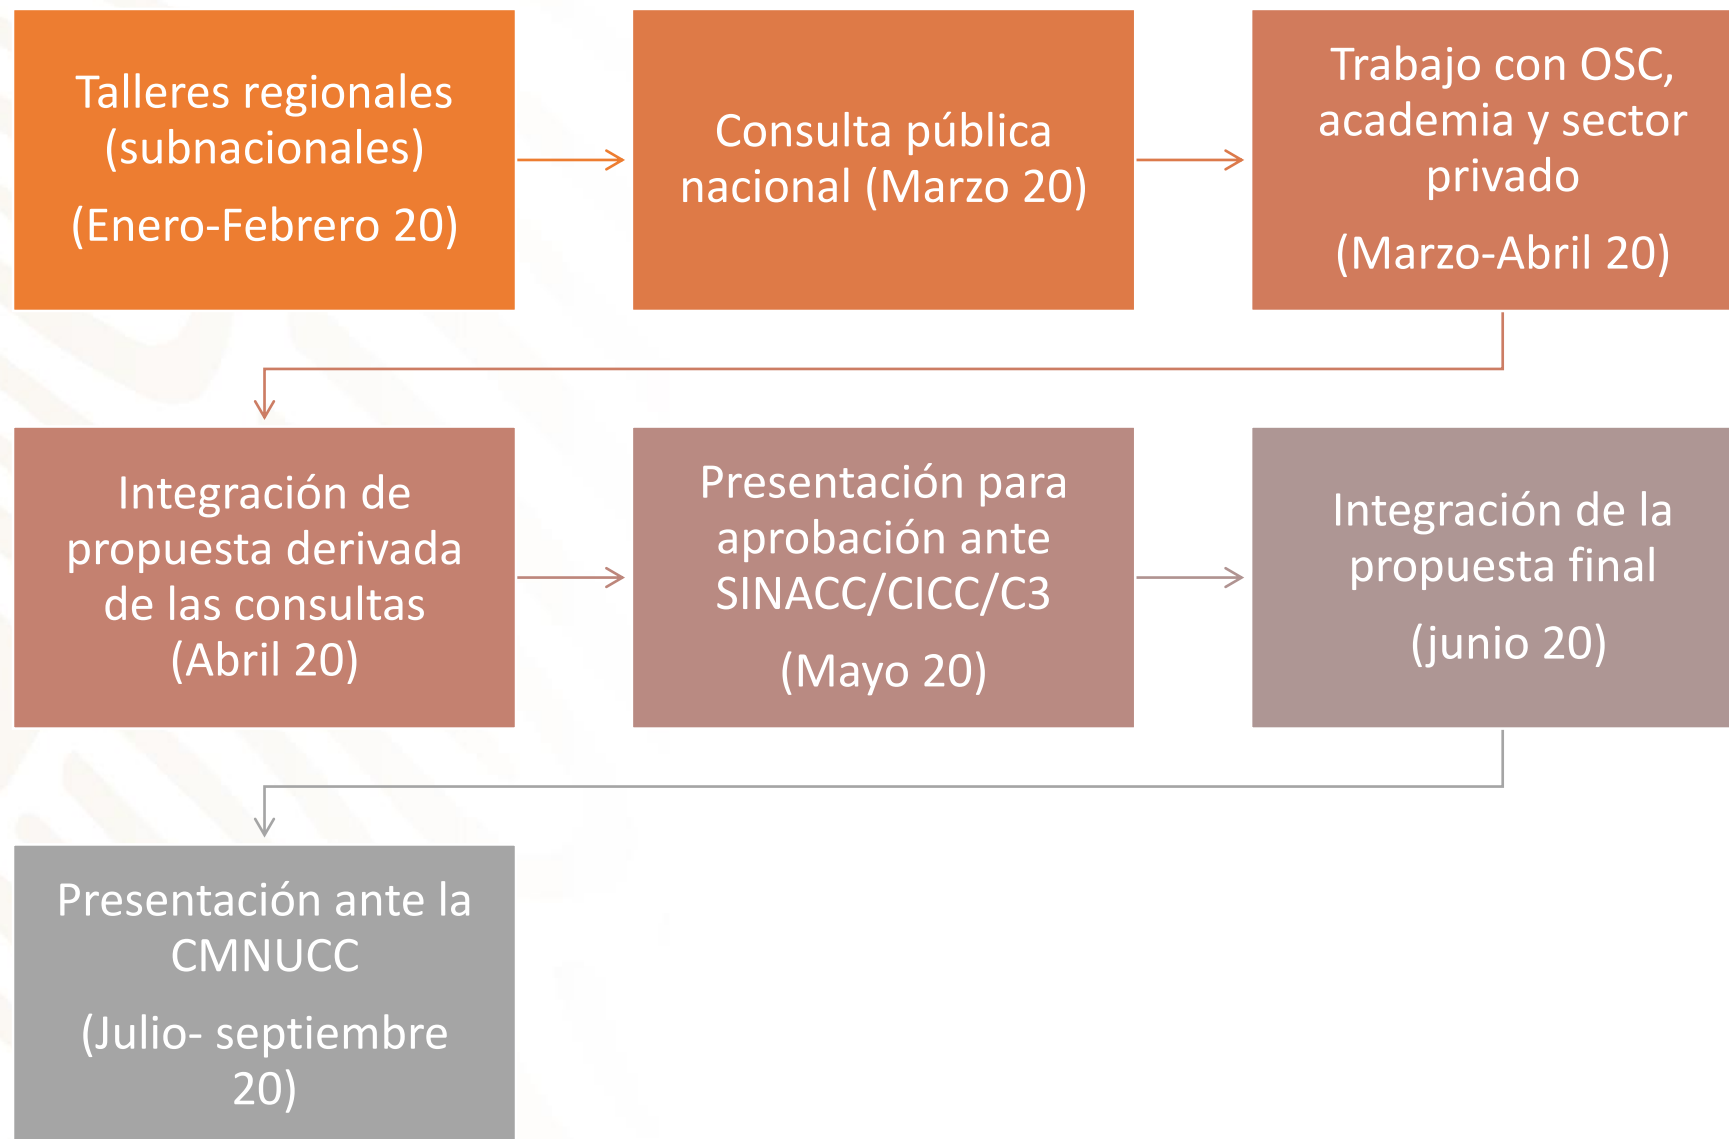 Talleres regionales
(subnacionales)
(Enero-Febrero 20)
Consulta pública
nacional (Marzo 20)
Trabajo con OSC,
academia y sector
privado
(Marzo-Abril 20)
Integración de
propuesta derivada
de las consultas
(Abril 20)
Presentación para
aprobación ante
SINACC/CICC/C3
(Mayo 20)
Integración de la
propuesta final
(junio 20)
Presentación ante la
CMNUCC
(Julio- septiembre
20)